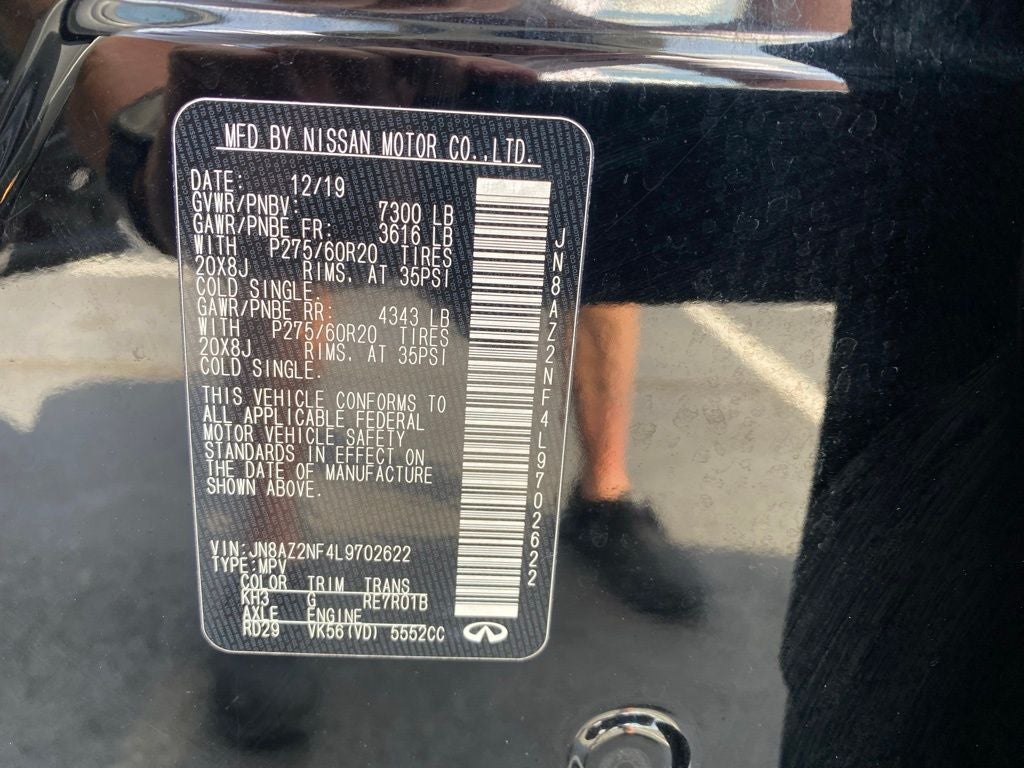 MFD BY NISSAN MOTOR CO.,LTD.
DATE: 12/19
GVWR/PNBV: 7300 LB
GAWR/PNBE FR: 3616 LB
WITH P275/60R20 TIRES
20X8J RIMS. AT 35PSI
COLD SINGLE.
GAWR/PNBE RR: 4343 LB
WITH P275/60R20 TIRES
20X8J RIMS. AT 35PSI
COLD SINGLE.
THIS VEHICLE CONFORMS TO
ALL APPLICABLE FEDERAL
MOTOR VEHICLE SAFETY
STANDARDS IN EFFECT ON
THE DATE OF MANUFACTURE
SHOWN ABOVE.
VIN:JN8AZ2NF4L9702622
TYPE:MPV
COLOR TRIM TRANS
KH3 G RE7R01B
AXLE ENGINE
RD29 VK56(VD) 5552CC
JN8AZ2NF4L9702622